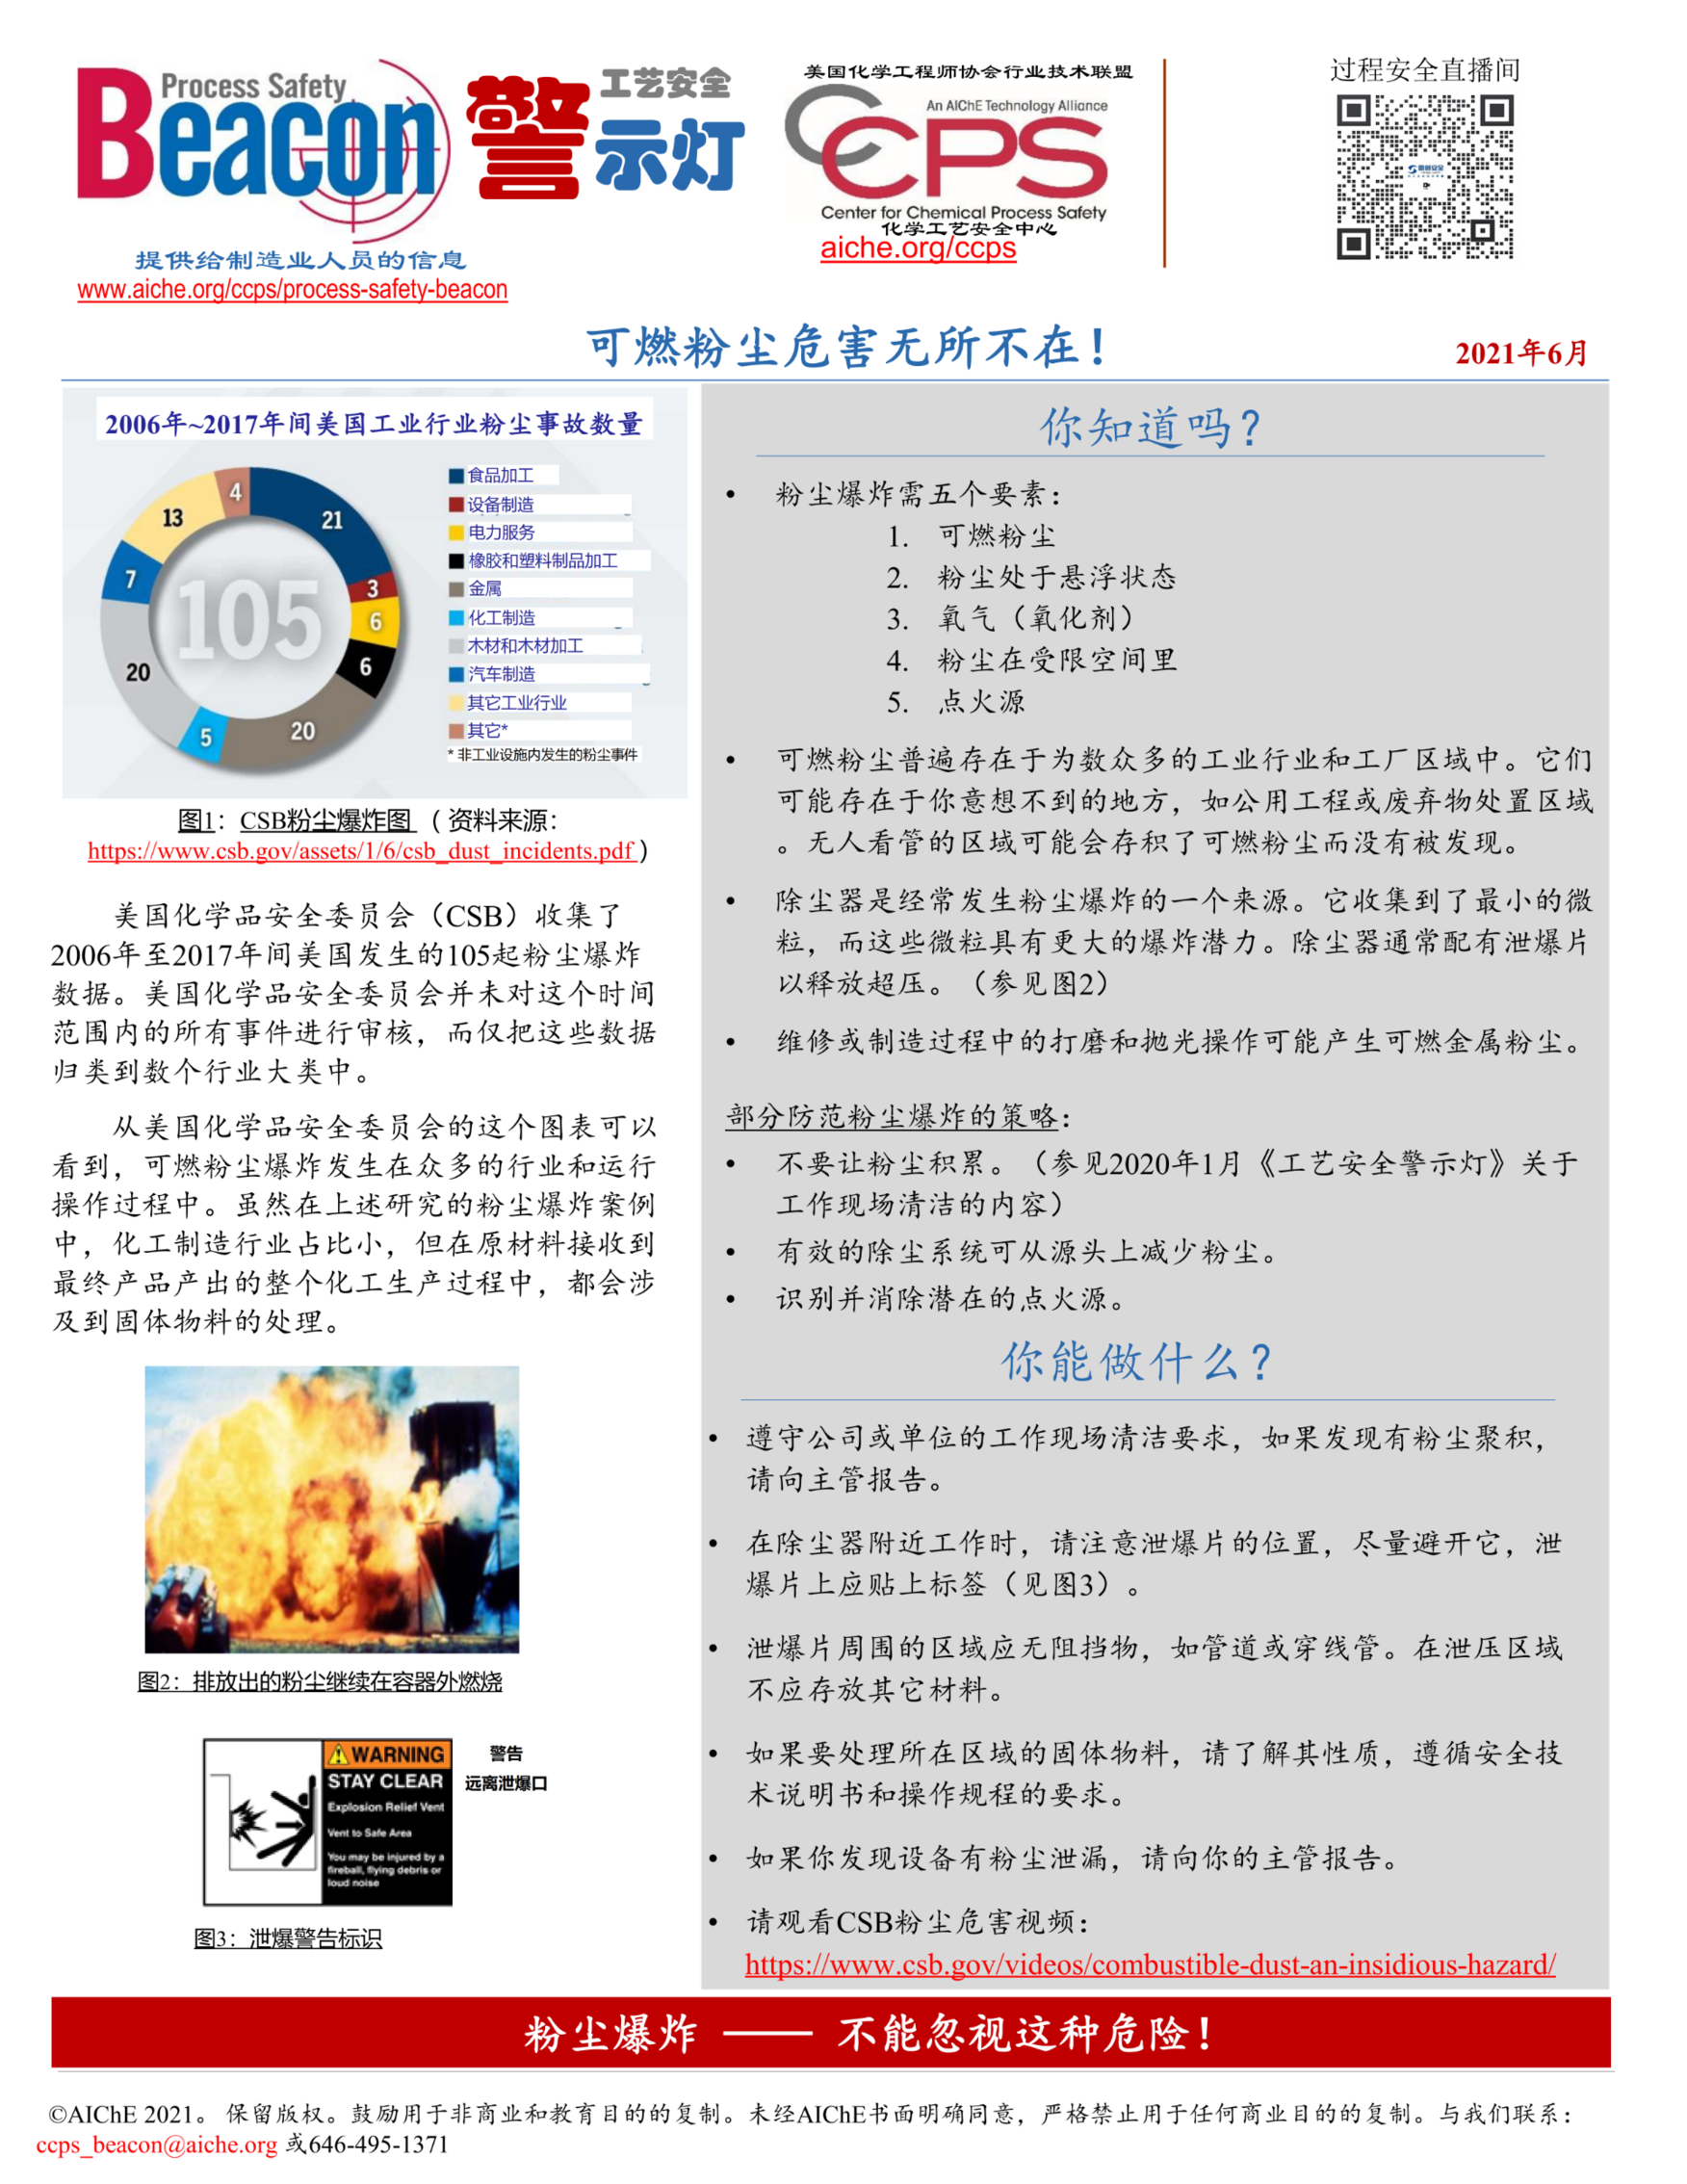 Process Safety
Beacon
警示灯
工艺安全
提供给制造业人员的信息
www.aiche.org/ccps/process-safety-beacon
美国化学工程师协会行业技术联盟
An AIChE Technology Alliance
CCPS
Center for Chemical Process Safety
化学工艺安全中心
aiche.org/ccps
过程安全直播间
可燃粉尘危害无所不在！
2021年6月
2006年~2017年间美国工业行业粉尘事故数量
4
21
13
3
7
105
6
6
20
20
5
食品加工
设备制造
电力服务
橡胶和塑料制品加工
金属
化工制造
木材和木材加工
汽车制造
其它工业行业
其它*
* 非工业设施内发生的粉尘事件
图1：CSB粉尘爆炸图 （ 资料来源：
https://www.csb.gov/assets/1/6/csb_dust_incidents.pdf ）
美国化学品安全委员会（CSB）收集了
2006年至2017年间美国发生的105起粉尘爆炸
数据。美国化学品安全委员会并未对这个时间
范围内的所有事件进行审核，而仅把这些数据
归类到数个行业大类中。
从美国化学品安全委员会的这个图表可以
看到，可燃粉尘爆炸发生在众多的行业和运行
操作过程中。虽然在上述研究的粉尘爆炸案例
中，化工制造行业占比小，但在原材料接收到
最终产品产出的整个化工生产过程中，都会涉
及到固体物料的处理。
图2：排放出的粉尘继续在容器外燃烧
WARNING
STAY CLEAR
Explosion Relief Vent
Vent to Safe Area
You may be injured by a
fireball, flying debris or
loud noise
警告
远离泄爆口
图3：泄爆警告标识
你知道吗？
• 粉尘爆炸需五个要素：
1. 可燃粉尘
2. 粉尘处于悬浮状态
3. 氧气（氧化剂）
4. 粉尘在受限空间里
5. 点火源
• 可燃粉尘普遍存在于为数众多的工业行业和工厂区域中。它们
可能存在于你意想不到的地方，如公用工程或废弃物处置区域
。无人看管的区域可能会存积了可燃粉尘而没有被发现。
• 除尘器是经常发生粉尘爆炸的一个来源。它收集到了最小的微
粒，而这些微粒具有更大的爆炸潜力。除尘器通常配有泄爆片
以释放超压。（参见图2）
• 维修或制造过程中的打磨和抛光操作可能产生可燃金属粉尘。
部分防范粉尘爆炸的策略：
• 不要让粉尘积累。（参见2020年1月《工艺安全警示灯》关于
工作现场清洁的内容）
• 有效的除尘系统可从源头上减少粉尘。
• 识别并消除潜在的点火源。
你能做什么？
• 遵守公司或单位的工作现场清洁要求，如果发现有粉尘聚积，
请向主管报告。
• 在除尘器附近工作时，请注意泄爆片的位置，尽量避开它，泄
爆片上应贴上标签（见图3）。
• 泄爆片周围的区域应无阻挡物，如管道或穿线管。在泄压区域
不应存放其它材料。
• 如果要处理所在区域的固体物料，请了解其性质，遵循安全技
术说明书和操作规程的要求。
• 如果你发现设备有粉尘泄漏，请向你的主管报告。
• 请观看CSB粉尘危害视频：
https://www.csb.gov/videos/combustible-dust-an-insidious-hazard/
粉尘爆炸 —— 不能忽视这种危险！
©AIChE 2021。 保留版权。鼓励用于非商业和教育目的的复制。未经AIChE书面明确同意，严格禁止用于任何商业目的的复制。与我们联系：
ccps_beacon@aiche.org 或646-495-1371